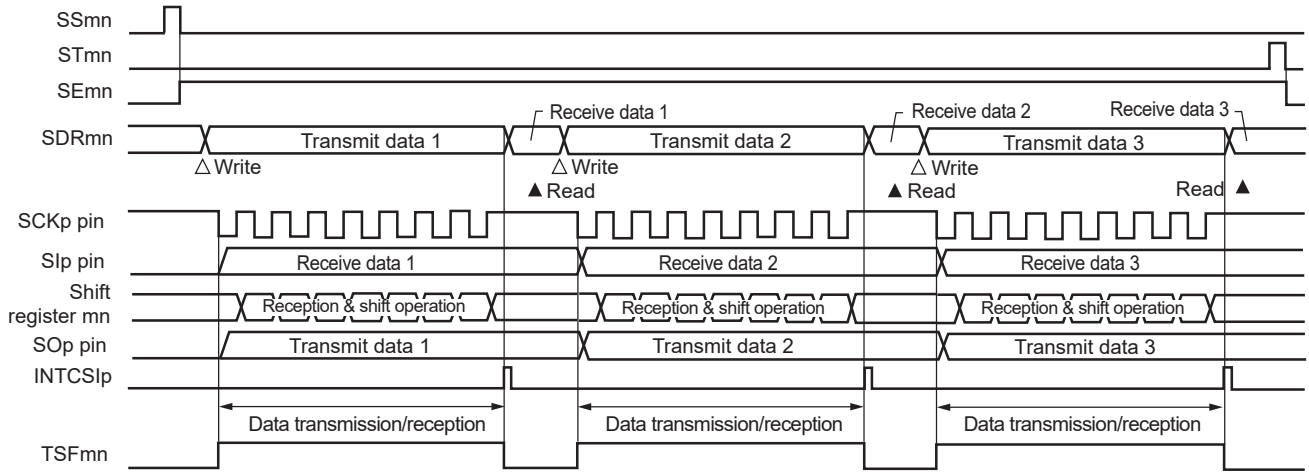 SSmn
STmn
SEmn
Receive data 1 Receive data 2 Receive data 3
SDRmn Transmit data 1 Transmit data 2 Transmit data 3
△ Write △ Write △ Write
▲ Read ▲ Read Read ▲
SCKp pin
SIp pin Receive data 1 Receive data 2 Receive data 3
Shift
register mn Reception & shift operation Reception & shift operation Reception & shift operation
SOp pin Transmit data 1 Transmit data 2 Transmit data 3
INTCSIp
Data transmission/reception Data transmission/reception Data transmission/reception
TSFmn